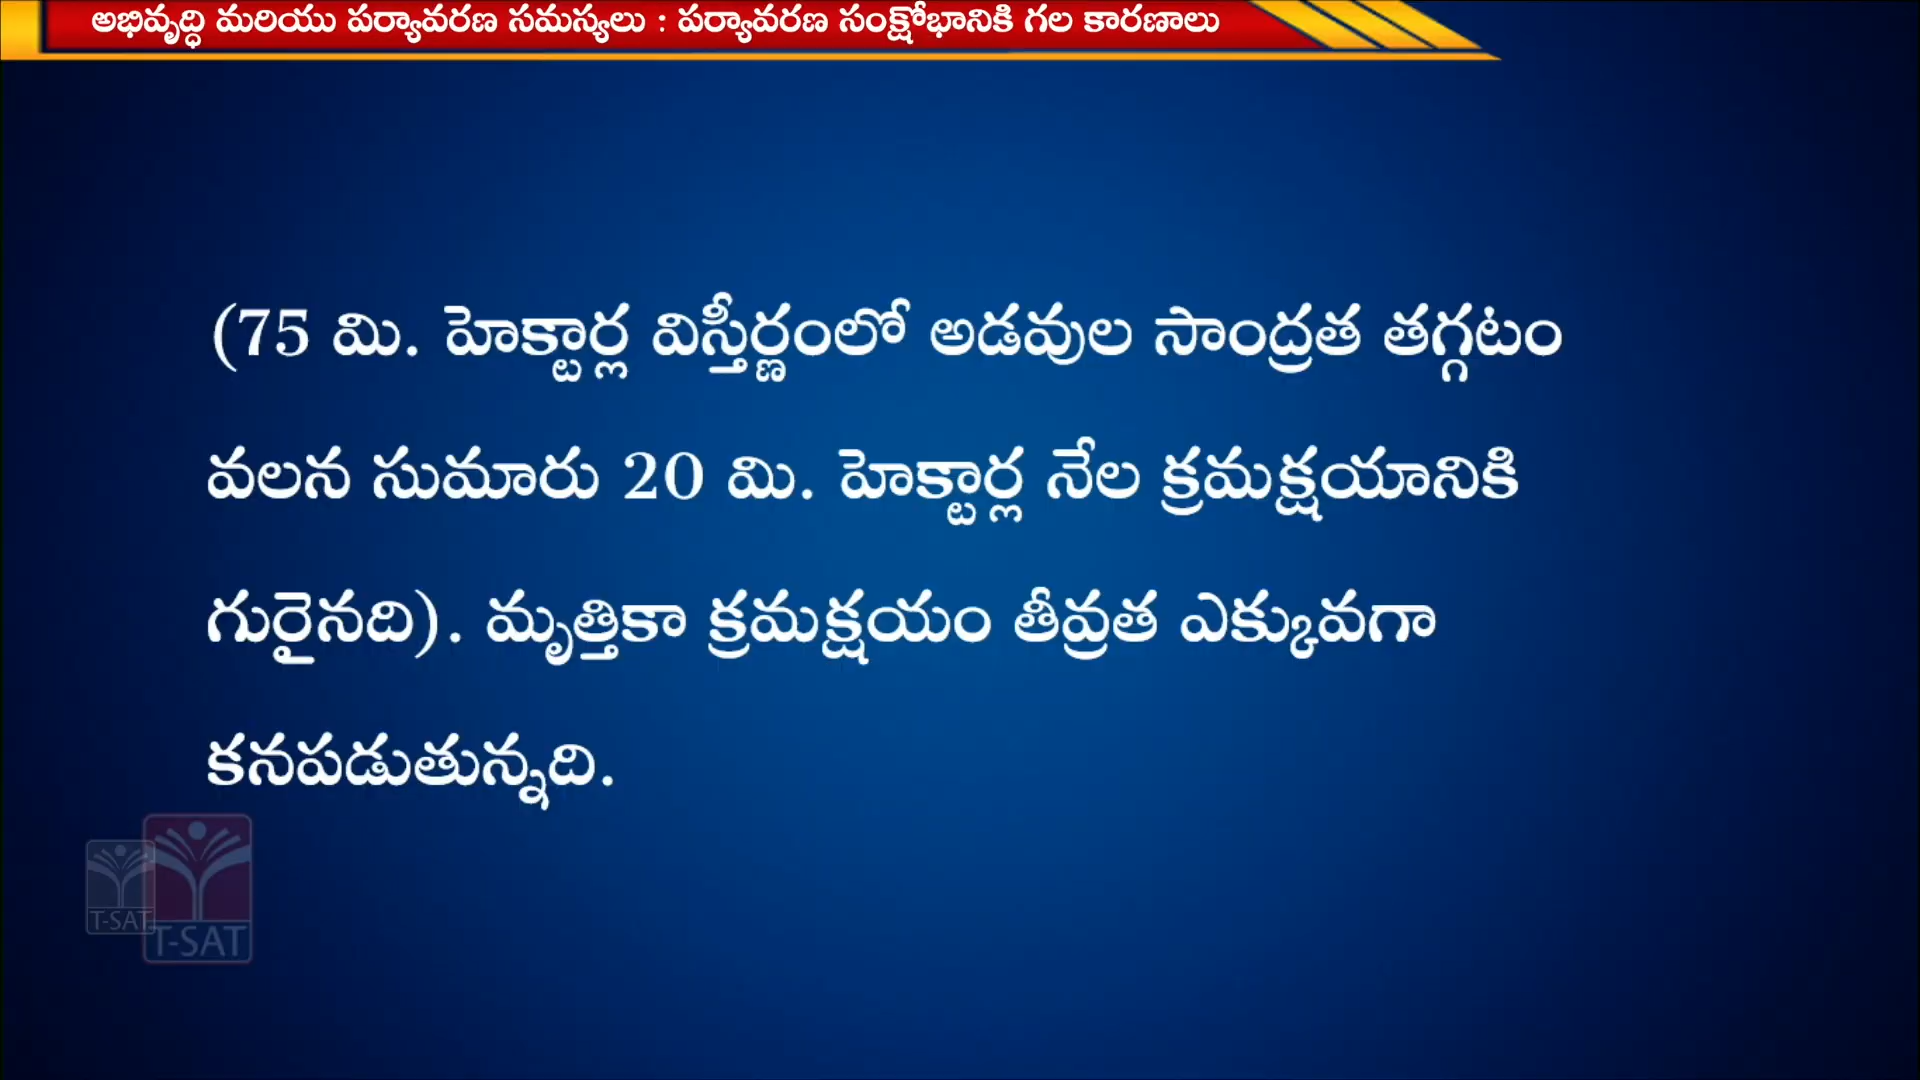 అభివృద్ధి మరియు పర్యావరణ సమస్యలు : పర్యావరణ సంక్షోభానికి గల కారణాలు
(75 మి. హెక్టార్ల విస్తీర్ణంలో అడవుల సాంద్రత తగ్గటం
వలన సుమారు 20 మి. హెక్టార్ల నేల క్రమక్షయానికి
గురైనది). మృత్తికా క్రమక్షయం తీవ్రత ఎక్కువగా
కనపడుతున్నది.
T-SAT
T-SAT